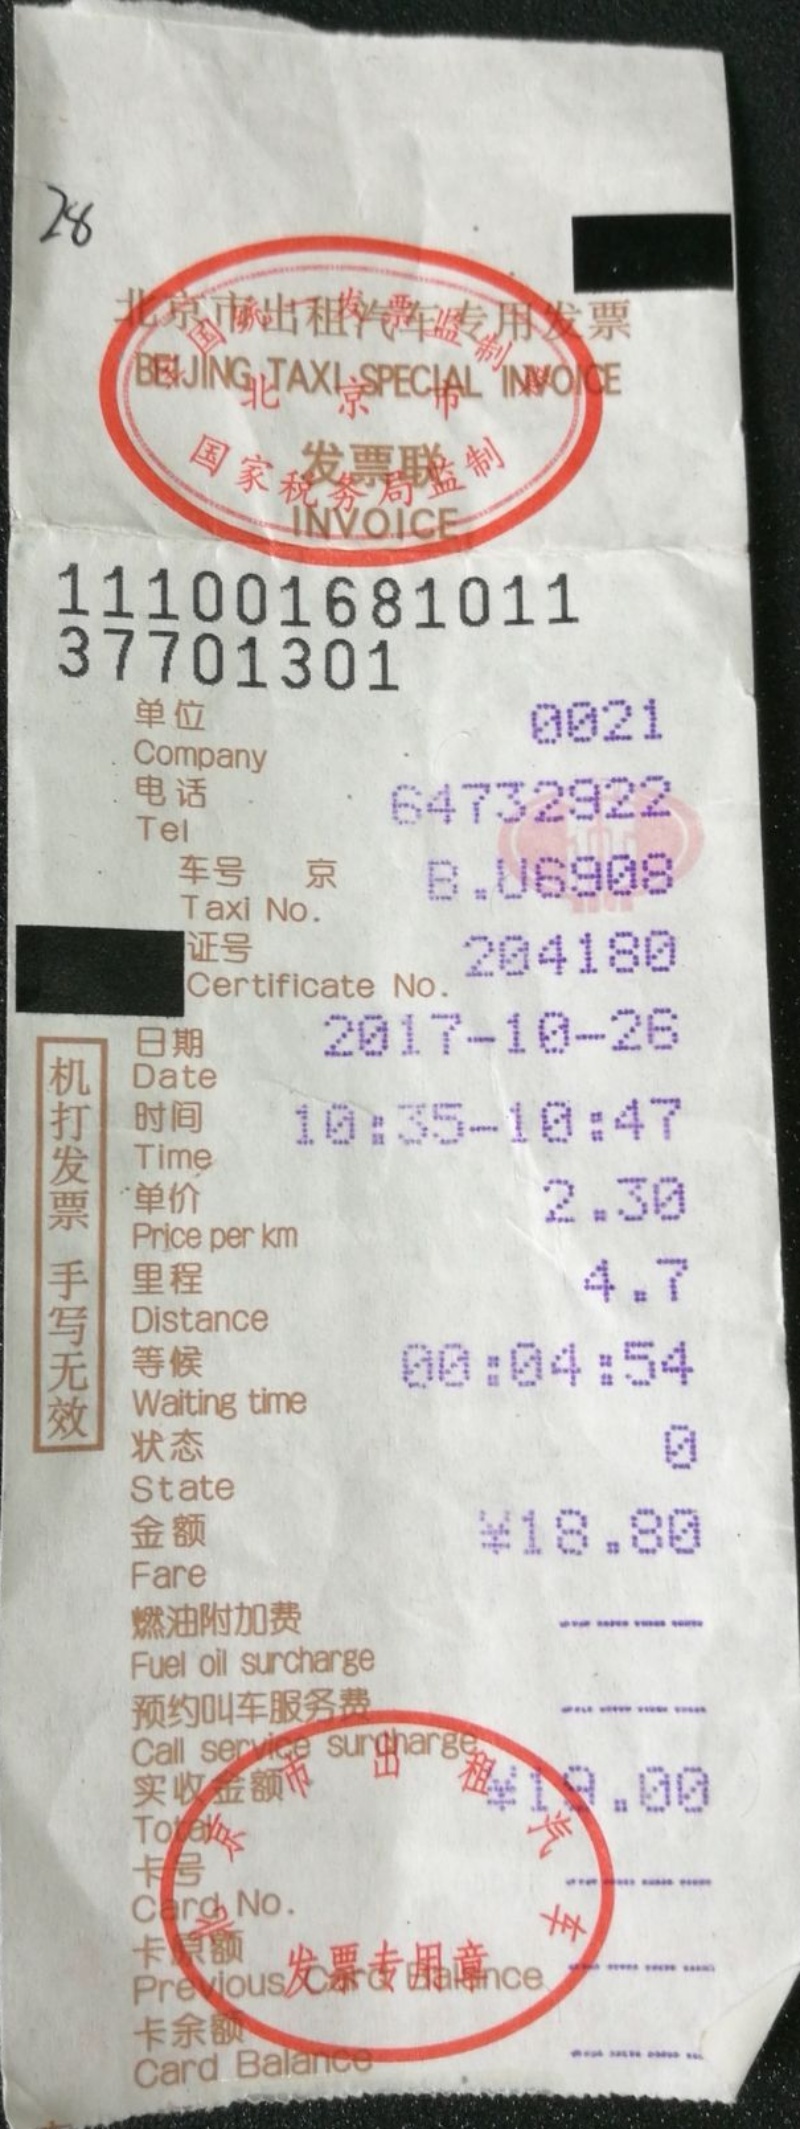 28
北京市出租汽车专用发票
BEIJING TAXI SPECIAL INVOICE
全国统一发票监制章
北京市
国家税务局监制
发票联
INVOICE
111001681011
37701301
单位 0021
Company
电话 64732922
Tel
车号 京 B.U6908
Taxi No.
证号 204180
Certificate No.
日期 2017-10-26
Date
时间 10:35-10:47
Time
单价 2.30
Price per km
里程 4.7
Distance
等候 00:04:54
Waiting time
状态 0
State
金额 ¥18.80
Fare
燃油附加费
Fuel oil surcharge
预约叫车服务费
Call service surcharge
实收金额 ¥19.00
Total
卡号
Card No.
卡原额
Previous Card Balance
卡余额
Card Balance
机打发票 手写无效
北京市出租汽车
发票专用章